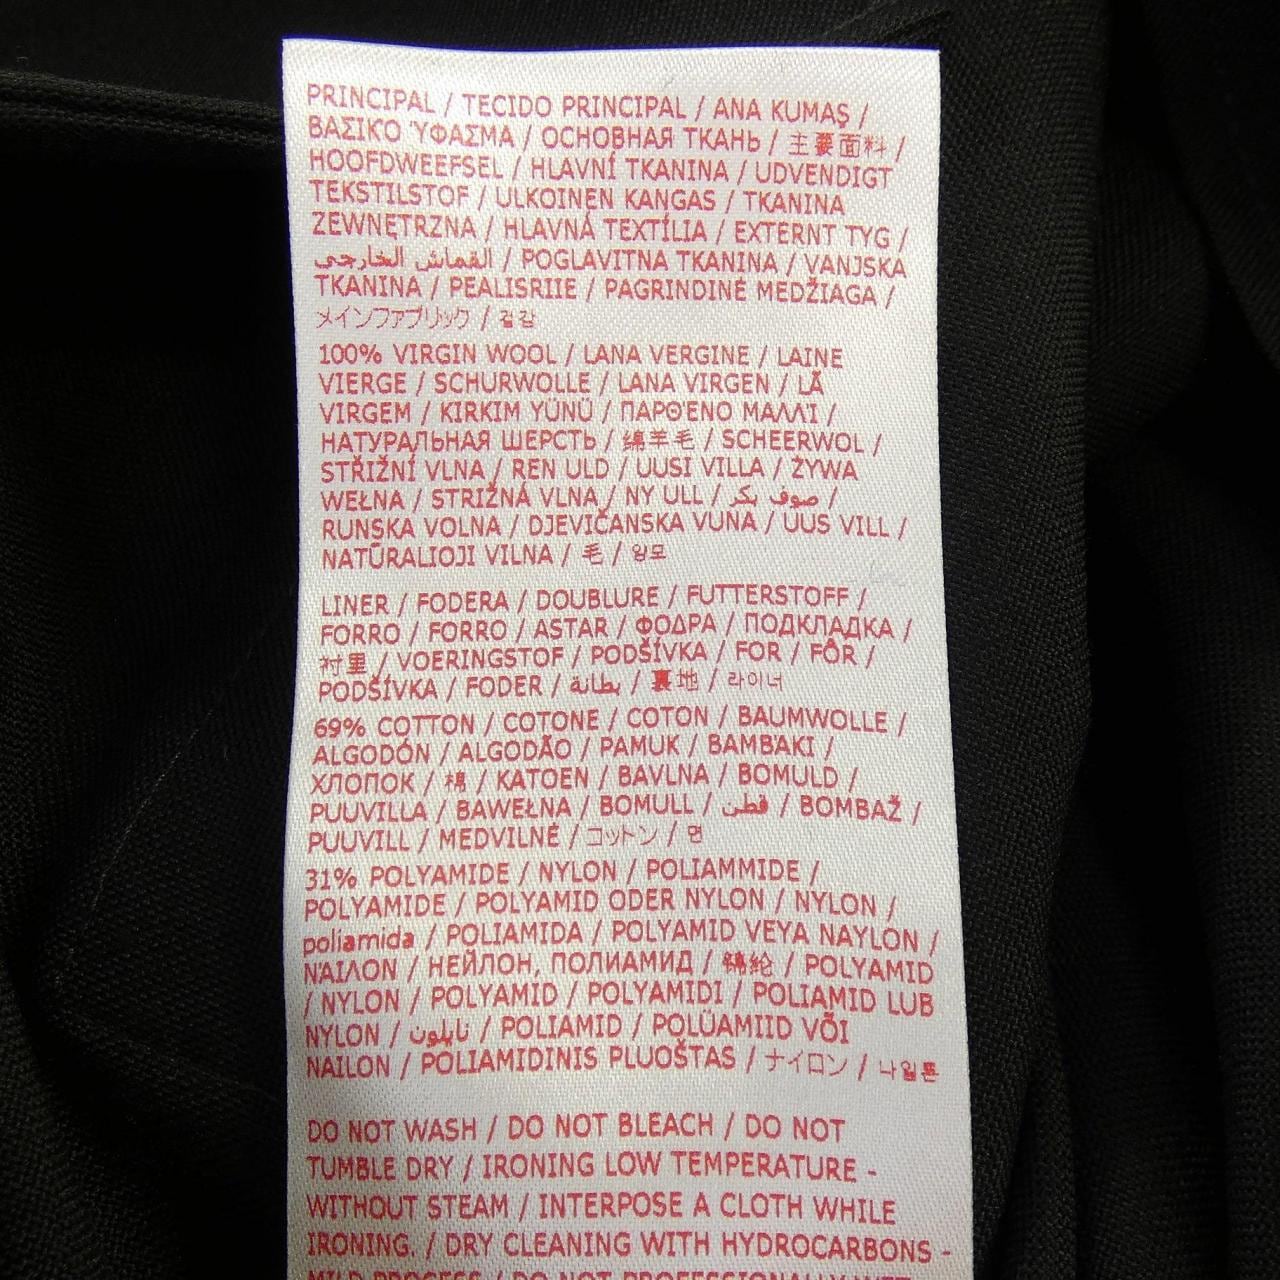 PRINCIPAL / TECIDO PRINCIPAL / ANA KUMAŞ /
ΒΑΣΙΚΟ ΎΦΑΣΜΑ / ОСНОВНАЯ ТКАНЬ / 主要面料 /
HOOFDWEEFSEL / HLAVNÍ TKANINA / UDVENDIGT
TEKSTILSTOF / ULKOINEN KANGAS / TKANINA
ZEWNĘTRZNA / HLAVNÁ TEXTÍLIA / EXTERNT TYG /
القماش الخارجي / POGLAVITNA TKANINA / VANJSKA
TKANINA / PEALISRIIE / PAGRINDINĖ MEDŽIAGA /
メインファブリック / 겉감
100% VIRGIN WOOL / LANA VERGINE / LAINE
VIERGE / SCHURWOLLE / LANA VIRGEN / LÃ
VIRGEM / KIRKIM YÜNÜ / ΠΑΡΘΈΝΟ ΜΑΛΛΊ /
НАТУРАЛЬНАЯ ШЕРСТЬ / 绵羊毛 / SCHEERWOL /
STŘIŽNÍ VLNA / REN ULD / UUSI VILLA / ŻYWA
WEŁNA / STRIŽNÁ VLNA / NY ULL / صوف بكر /
RUNSKA VOLNA / DJEVIČANSKA VUNA / UUS VILL /
NATŪRALIOJI VILNA / 毛 / 양모
LINER / FODERA / DOUBLURE / FUTTERSTOFF /
FORRO / FORRO / ASTAR / ΦΟΔΡΑ / ПОДКЛАДКА /
衬里 / VOERINGSTOF / PODŠÍVKA / FOR / FÔR /
PODŠÍVKA / FODER / بطانة / 裏地 / 라이너
69% COTTON / COTONE / COTON / BAUMWOLLE /
ALGODÓN / ALGODÃO / PAMUK / ΒΑΜΒΆΚΙ /
ХЛОПОК / 棉 / KATOEN / BAVLNA / BOMULD /
PUUVILLA / BAWEŁNA / BOMULL / قطن / BOMBAŽ /
PUUVILL / MEDVILNĖ / コットン / 면
31% POLYAMIDE / NYLON / POLIAMMIDE /
POLYAMIDE / POLYAMID ODER NYLON / NYLON /
poliamida / POLIAMIDA / POLYAMID VEYA NAYLON /
ΝΑΙΛΟΝ / НЕЙЛОН, ПОЛИАМИД / 锦纶 / POLYAMID
/ NYLON / POLYAMID / POLYAMIDI / POLIAMID LUB
NYLON / نايلون / POLIAMID / POLÜAMIID VÕI
NAILON / POLIAMIDINIS PLUOŠTAS / ナイロン / 나일론
DO NOT WASH / DO NOT BLEACH / DO NOT
TUMBLE DRY / IRONING LOW TEMPERATURE -
WITHOUT STEAM / INTERPOSE A CLOTH WHILE
IRONING. / DRY CLEANING WITH HYDROCARBONS -
MILD PROCESS / DO NOT PROFESSIONALLY WET